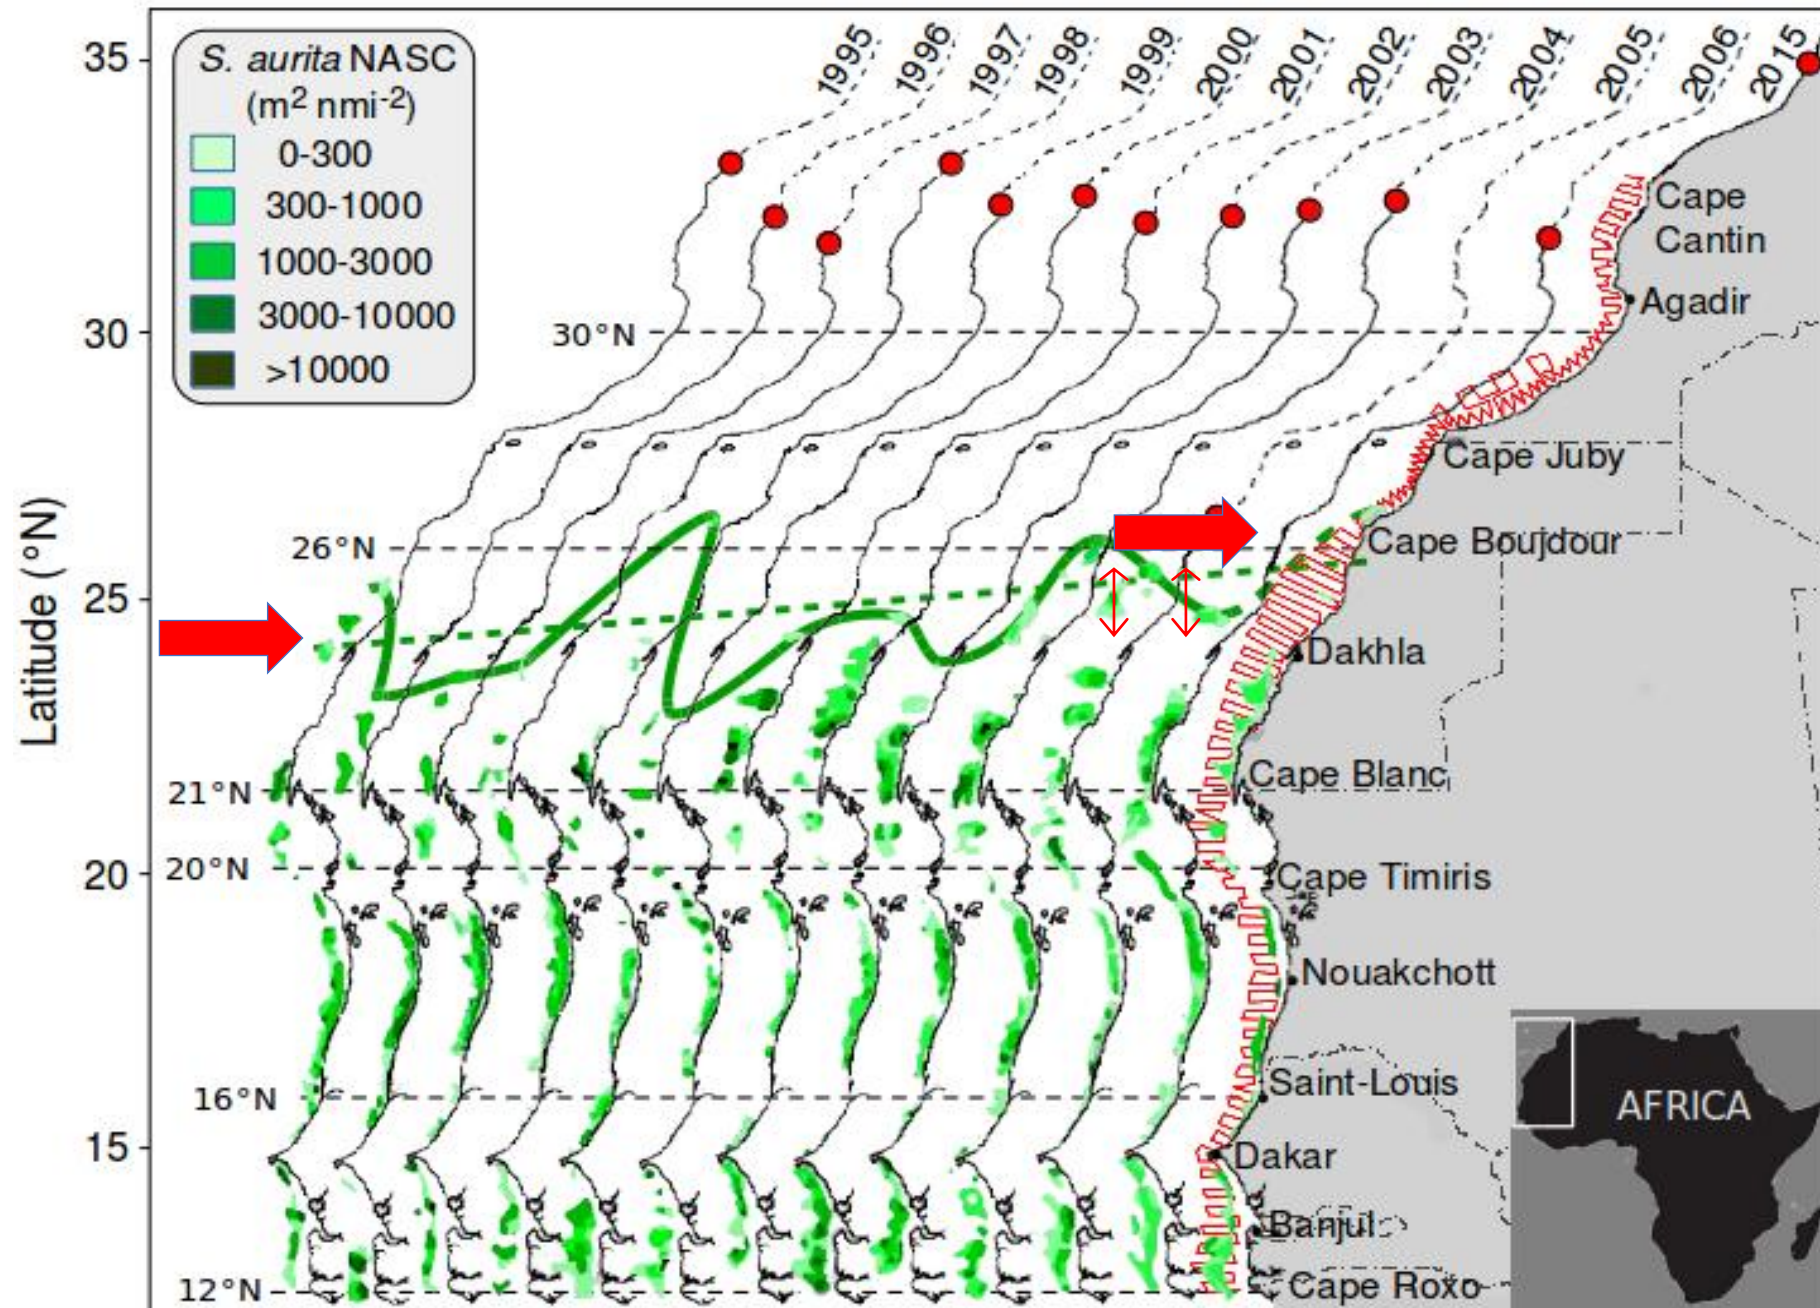 S. aurita NASC
(m² nmi⁻²)
0-300
300-1000
1000-3000
3000-10000
>10000
1995
1996
1997
1998
1999
2000
2001
2002
2003
2004
2005
2006
2015
Latitude (°N)
35
30
25
20
15
30°N
26°N
21°N
20°N
16°N
12°N
Cape
Cantin
Agadir
Cape Juby
Cape Boujdour
Dakhla
Cape Blanc
Cape Timiris
Nouakchott
Saint-Louis
Dakar
Banjul
Cape Roxo
AFRICA